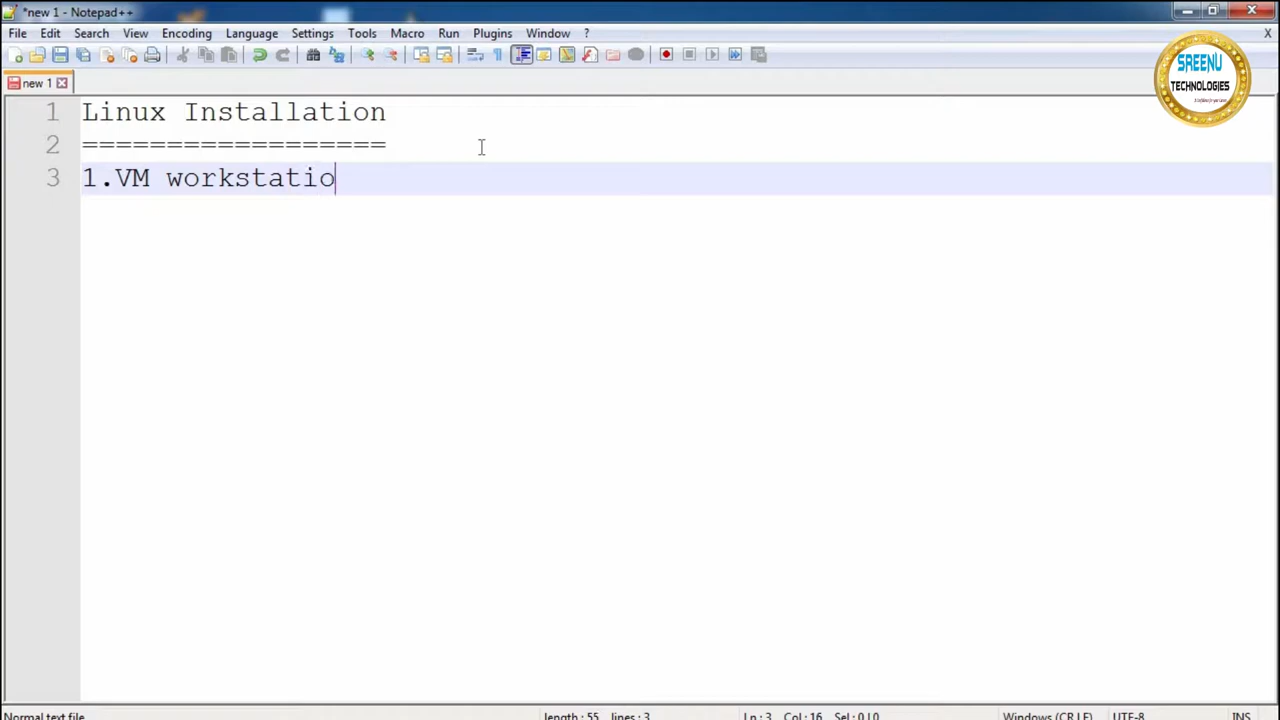 *new 1 - Notepad++
File Edit Search View Encoding Language Settings Tools Macro Run Plugins Window ? X
new 1
SREENU
TECHNOLOGIES
1 Linux Installation
2 ==================
3 1.VM workstatio
Normal text file length : 55 lines : 3 Ln : 3 Col : 16 Sel : 0 | 0 Windows (CR LF) UTF-8 INS